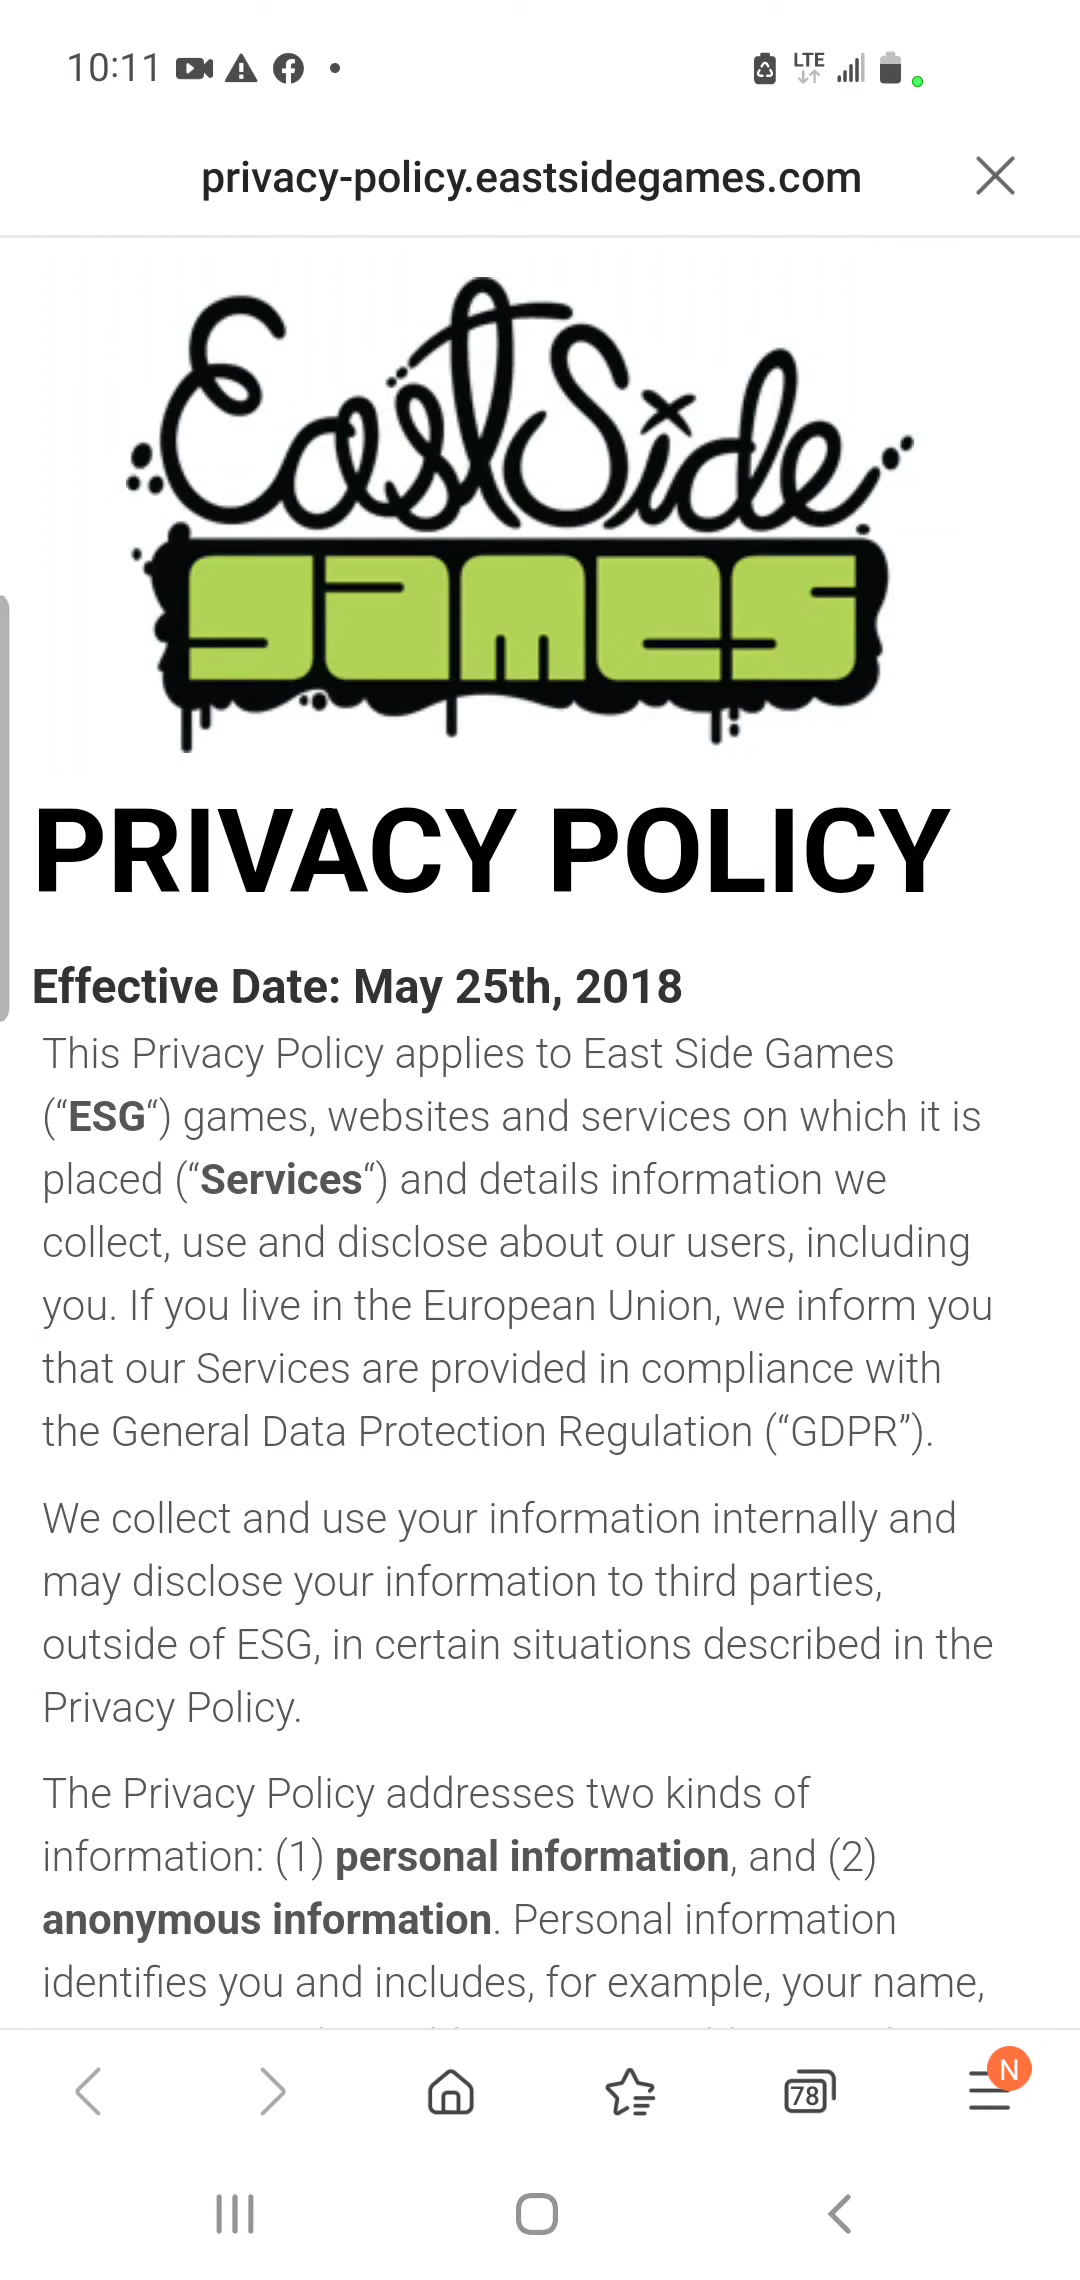 10:11
LTE
privacy-policy.eastsidegames.com
EastSide
games
PRIVACY POLICY
Effective Date: May 25th, 2018
This Privacy Policy applies to East Side Games
(“ESG“) games, websites and services on which it is
placed (“Services“) and details information we
collect, use and disclose about our users, including
you. If you live in the European Union, we inform you
that our Services are provided in compliance with
the General Data Protection Regulation (“GDPR”).
We collect and use your information internally and
may disclose your information to third parties,
outside of ESG, in certain situations described in the
Privacy Policy.
The Privacy Policy addresses two kinds of
information: (1) personal information, and (2)
anonymous information. Personal information
identifies you and includes, for example, your name,
78
N